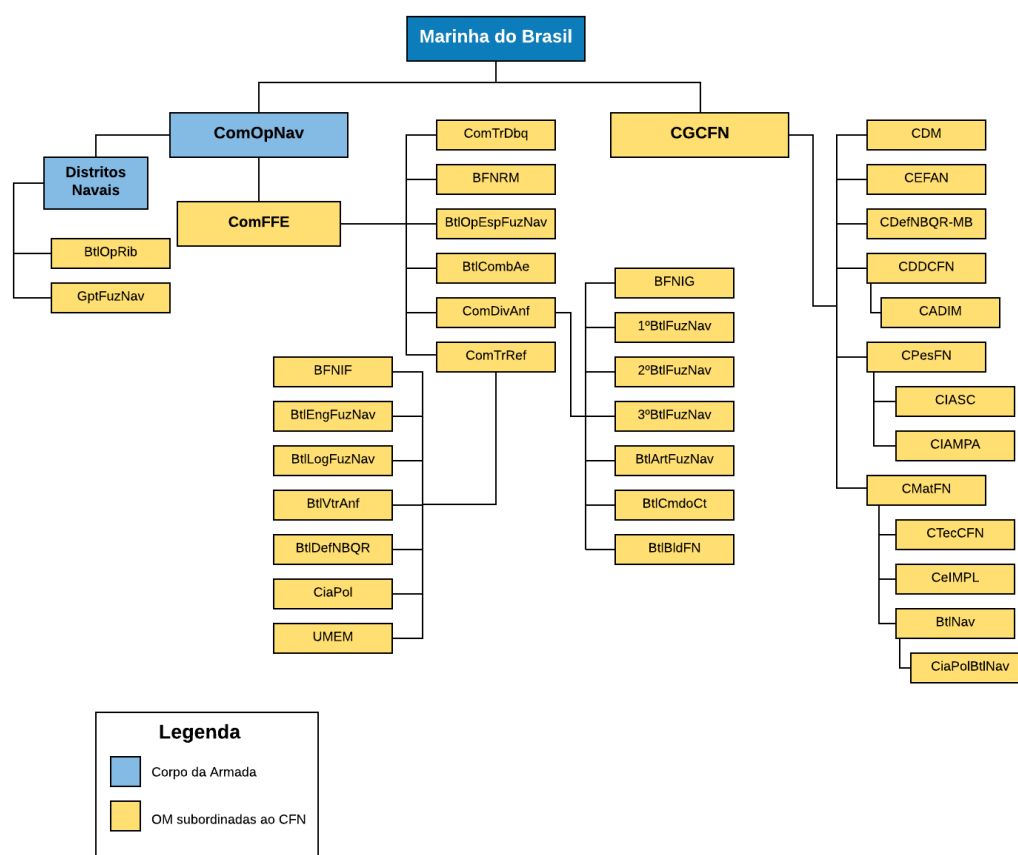 Marinha do Brasil
ComOpNav
Distritos
Navais
BtlOpRib
GptFuzNav
ComFFE
ComTrDbq
BFNRM
BtlOpEspFuzNav
BtlCombAe
ComDivAnf
ComTrRef
BFNIF
BtlEngFuzNav
BtlLogFuzNav
BtlVtrAnf
BtlDefNBQR
CiaPol
UMEM
BFNIG
1ºBtlFuzNav
2ºBtlFuzNav
3ºBtlFuzNav
BtlArtFuzNav
BtlCmdoCt
BtlBldFN
CGCFN
CDM
CEFAN
CDefNBQR-MB
CDDCFN
CADIM
CPesFN
CIASC
CIAMPA
CMatFN
CTecCFN
CeIMPL
BtlNav
CiaPolBtlNav
Legenda
Corpo da Armada
OM subordinadas ao CFN